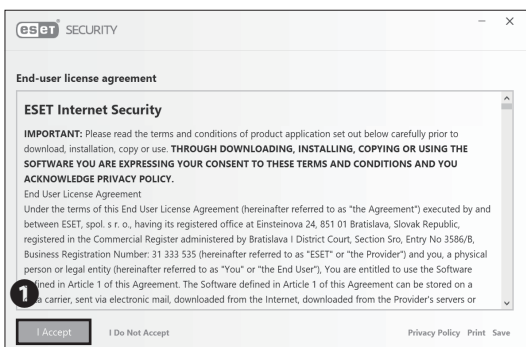 eset SECURITY
End-user license agreement
ESET Internet Security
IMPORTANT: Please read the terms and conditions of product application set out below carefully prior to
download, installation, copy or use. THROUGH DOWNLOADING, INSTALLING, COPYING OR USING THE
SOFTWARE YOU ARE EXPRESSING YOUR CONSENT TO THESE TERMS AND CONDITIONS AND YOU
ACKNOWLEDGE PRIVACY POLICY.
End User License Agreement
Under the terms of this End User License Agreement (hereinafter referred to as "the Agreement") executed by and
between ESET, spol. s r. o., having its registered office at Einsteinova 24, 851 01 Bratislava, Slovak Republic,
registered in the Commercial Register administered by Bratislava I District Court, Section Sro, Entry No 3586/B,
Business Registration Number: 31 333 535 (hereinafter referred to as "ESET" or "the Provider") and you, a physical
person or legal entity (hereinafter referred to as "You" or "the End User"), You are entitled to use the Software
defined in Article 1 of this Agreement. The Software defined in Article 1 of this Agreement can be stored on a
carrier, sent via electronic mail, downloaded from the Internet, downloaded from the Provider's servers or
1
I Accept I Do Not Accept Privacy Policy Print Save